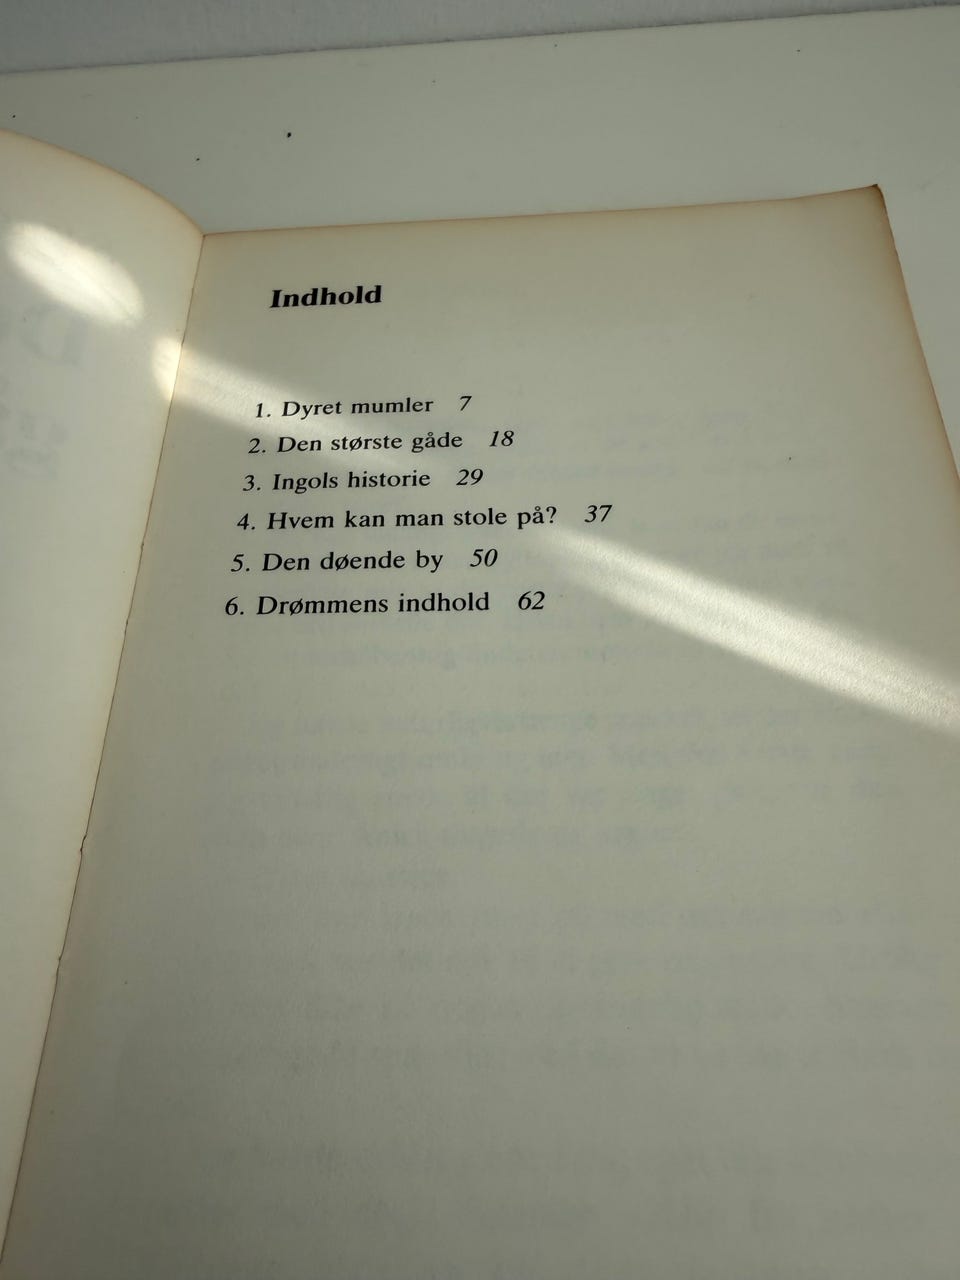 Indhold
1. Dyret mumler 7
2. Den største gåde 18
3. Ingols historie 29
4. Hvem kan man stole på? 37
5. Den døende by 50
6. Drømmens indhold 62